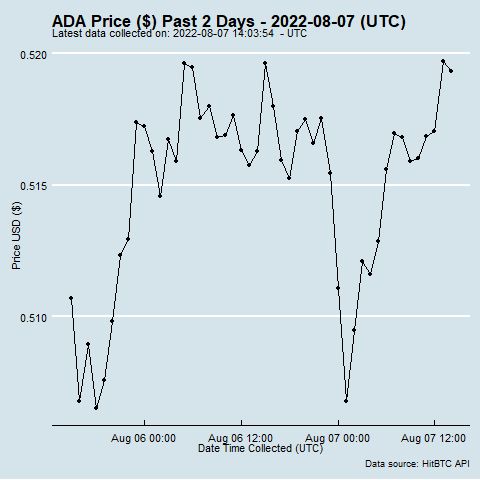 ADA Price ($) Past 2 Days - 2022-08-07 (UTC)
Latest data collected on: 2022-08-07 14:03:54 - UTC
0.520
0.515
0.510
Price USD ($)
Aug 06 00:00 Aug 06 12:00 Aug 07 00:00 Aug 07 12:00
Date Time Collected (UTC)
Data source: HitBTC API